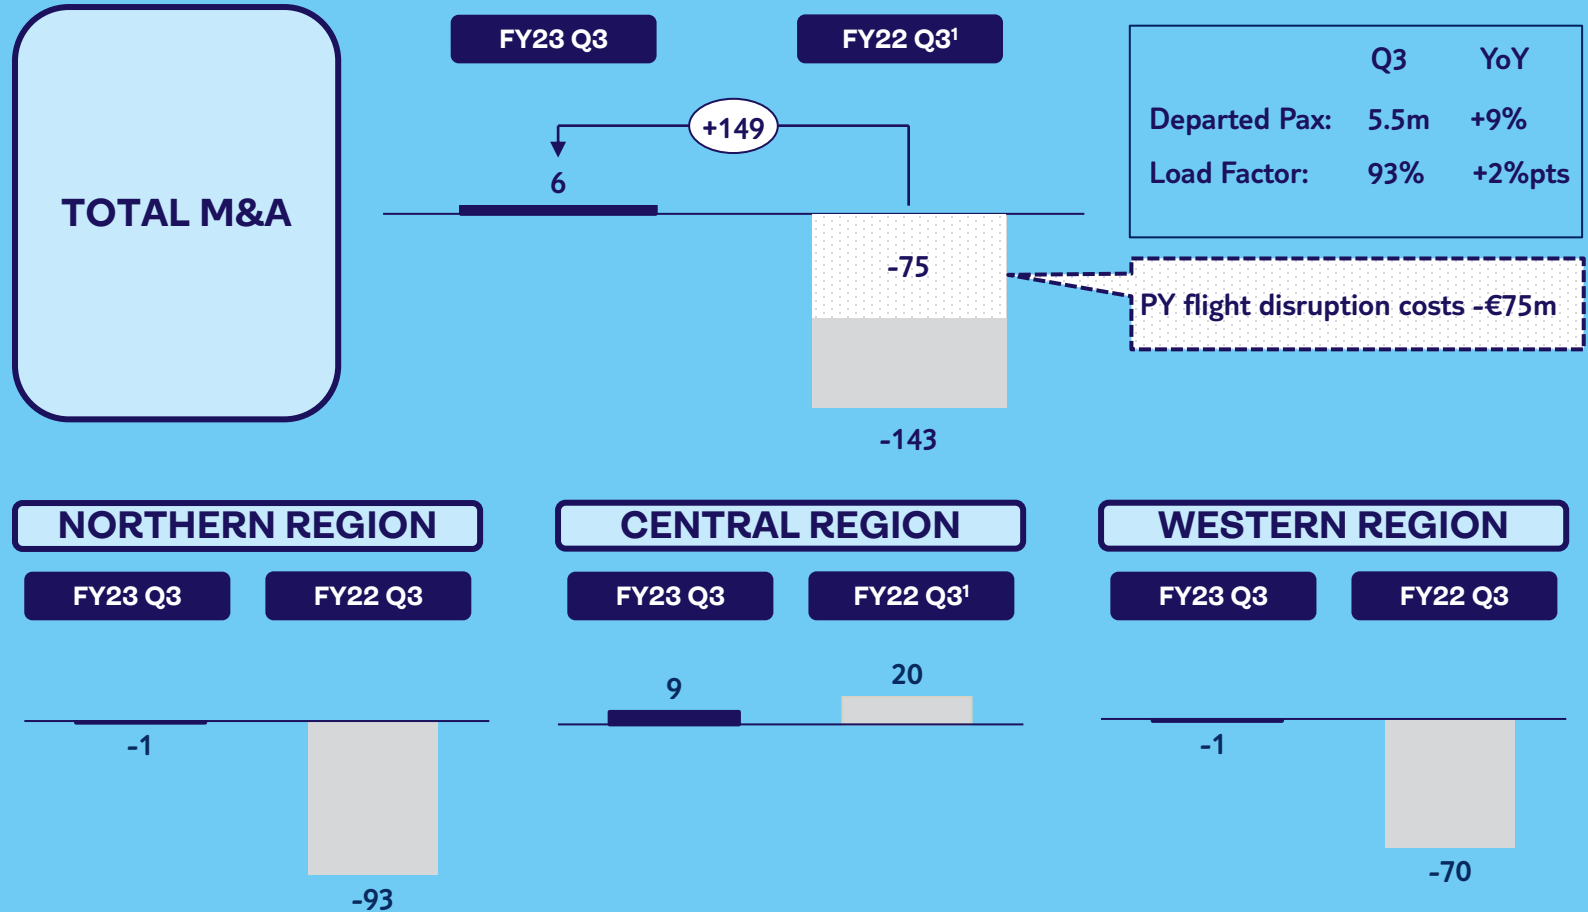 TOTAL M&A
FY23 Q3
FY22 Q3¹
+149
6
-75
-143
Q3 YoY
Departed Pax: 5.5m +9%
Load Factor: 93% +2%pts
PY flight disruption costs -€75m
NORTHERN REGION
FY23 Q3
FY22 Q3
-1
-93
CENTRAL REGION
FY23 Q3
FY22 Q3¹
9
20
WESTERN REGION
FY23 Q3
FY22 Q3
-1
-70